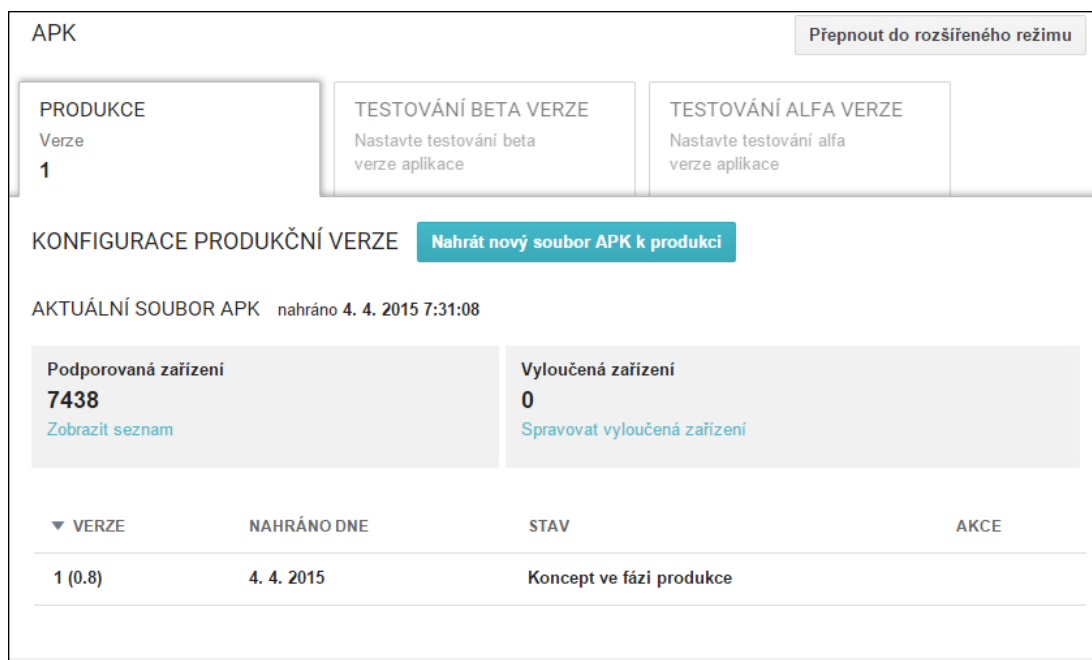 APK
Přepnout do rozšířeného režimu
PRODUKCE
Verze
1
TESTOVÁNÍ BETA VERZE
Nastavte testování beta
verze aplikace
TESTOVÁNÍ ALFA VERZE
Nastavte testování alfa
verze aplikace
KONFIGURACE PRODUKČNÍ VERZE
Nahrát nový soubor APK k produkci
AKTUÁLNÍ SOUBOR APK nahráno 4. 4. 2015 7:31:08
Podporovaná zařízení
7438
Zobrazit seznam
Vyloučená zařízení
0
Spravovat vyloučená zařízení
VERZE NAHRÁNO DNE STAV AKCE
1 (0.8) 4. 4. 2015 Koncept ve fázi produkce